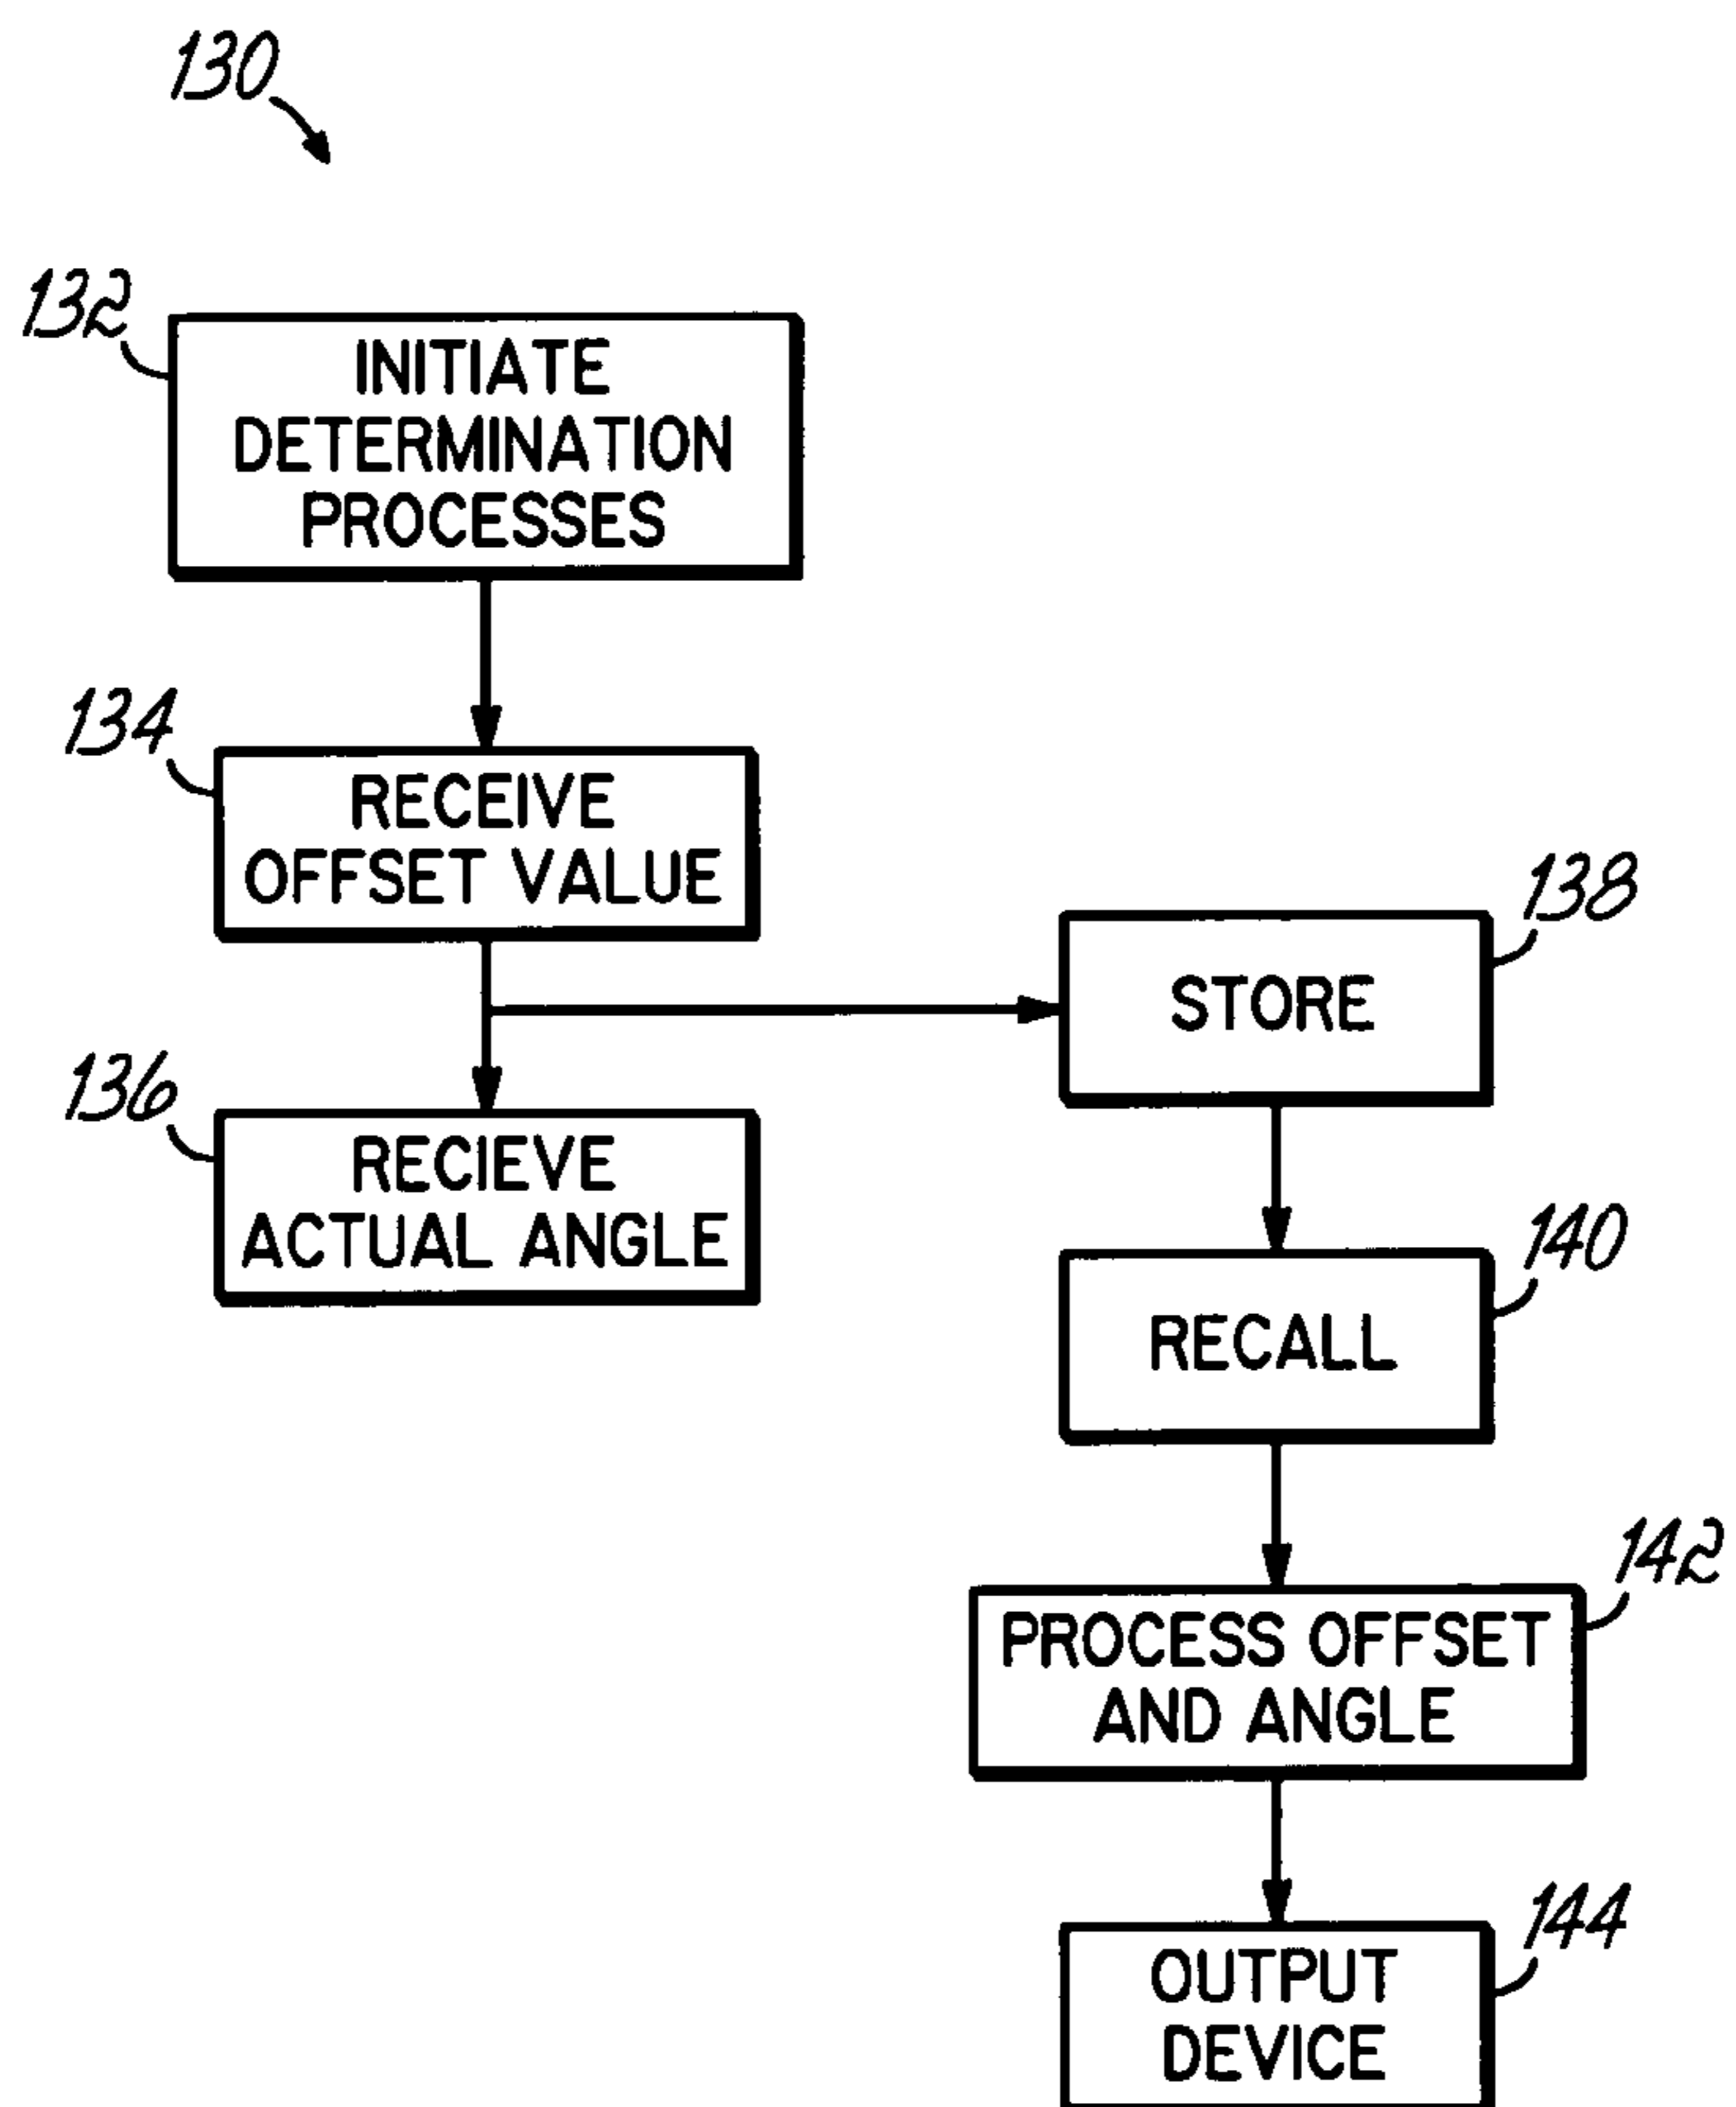 130
132
INITIATE
DETERMINATION
PROCESSES
134
RECEIVE
OFFSET VALUE
136
RECIEVE
ACTUAL ANGLE
138
STORE
140
RECALL
142
PROCESS OFFSET
AND ANGLE
144
OUTPUT
DEVICE